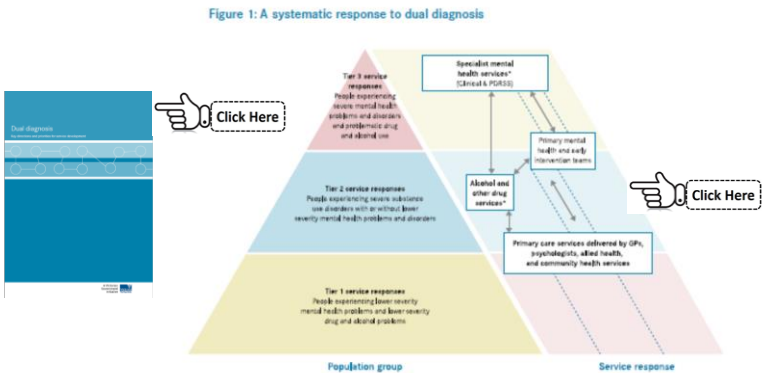 Figure 1: A systematic response to dual diagnosis
Dual diagnosis
Click Here
Tier 3 service
responses
People experiencing
severe mental health
problems and disorders
and problematic drug
and alcohol use
Tier 2 service responses
People experiencing severe substance
use disorders with or without lower
severity mental health problems and disorders
Tier 1 service responses
People experiencing lower severity
mental health problems and lower severity
drug and alcohol problems
Population group
Specialist mental
health services*
(Clinical & PDRSS)
Primary mental
health and early
intervention teams
Alcohol and
other drug
services*
Primary care services delivered by GPs,
psychologists, allied health,
and community health services
Service response
Click Here